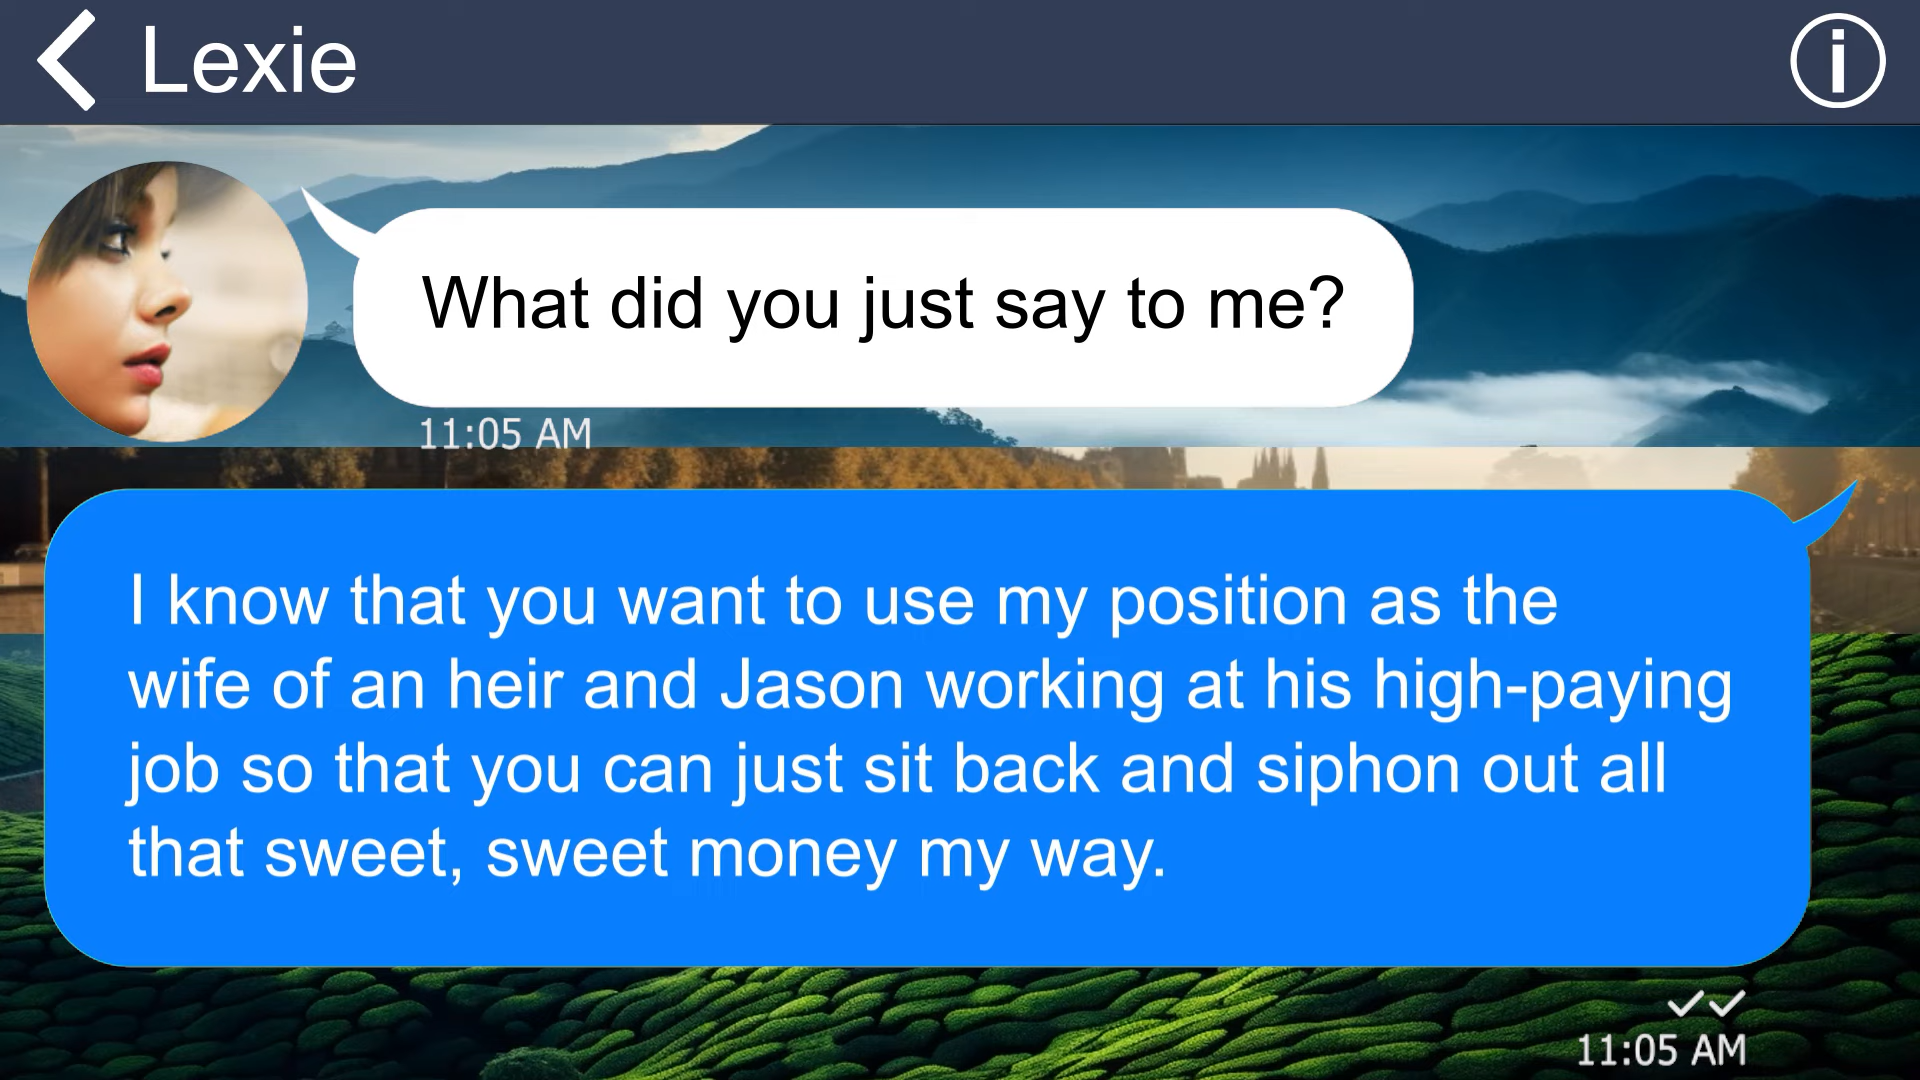 Lexie
What did you just say to me?
11:05 AM
I know that you want to use my position as the
wife of an heir and Jason working at his high-paying
job so that you can just sit back and siphon out all
that sweet, sweet money my way.
11:05 AM